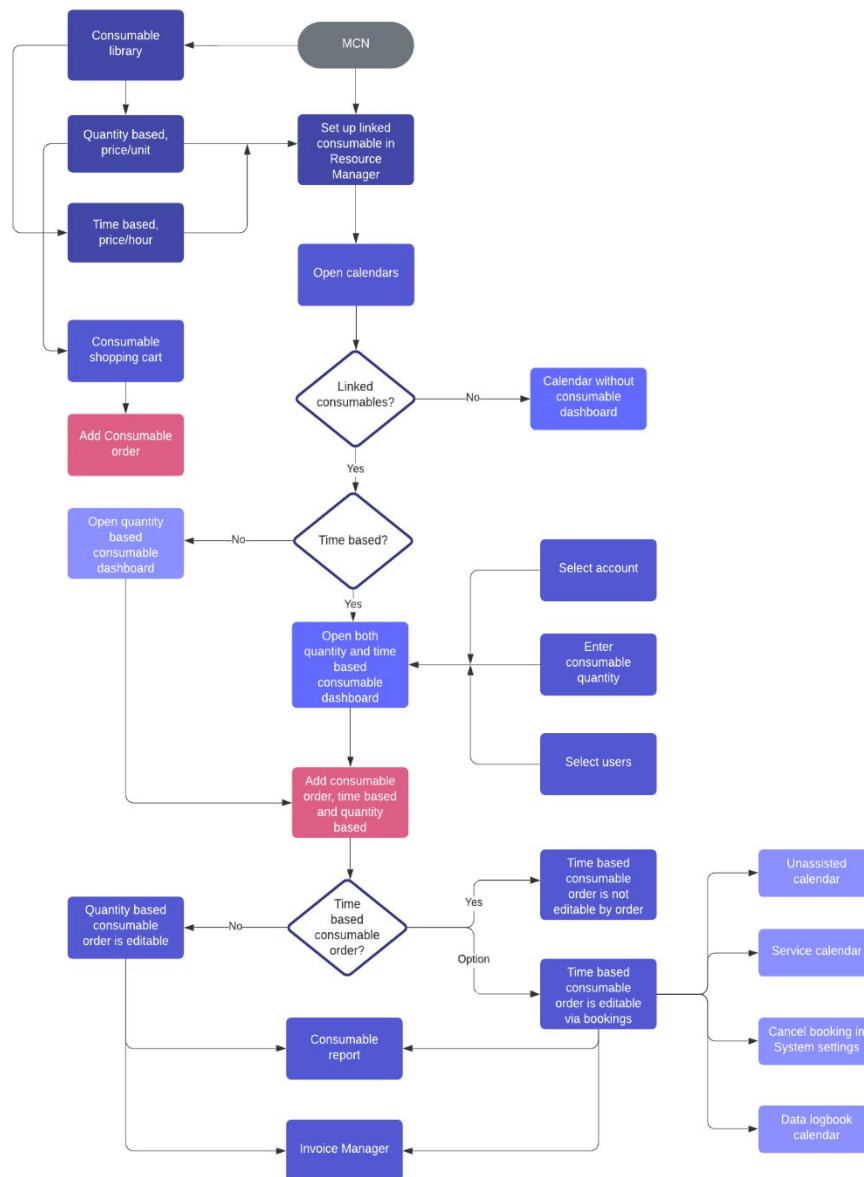 Consumable
library
MCN
Quantity based,
price/unit
Set up linked
consumable in
Resource
Manager
Time based,
price/hour
Open calendars
Consumable
shopping cart
Linked
consumables?
No
Calendar without
consumable
dashboard
Add Consumable
order
Yes
Open quantity
based
consumable
dashboard
No
Time based?
Select account
Yes
Open both
quantity and time
based
consumable
dashboard
Enter
consumable
quantity
Select users
Add consumable
order, time based
and quantity
based
Time based
consumable
order is not
editable by order
Unassisted
calendar
Yes
Quantity based
consumable
order is editable
No
Time
based
consumable
order?
Option
Service calendar
Time based
consumable
order is editable
via bookings
Consumable
report
Cancel booking in
System settings
Invoice Manager
Data logbook
calendar